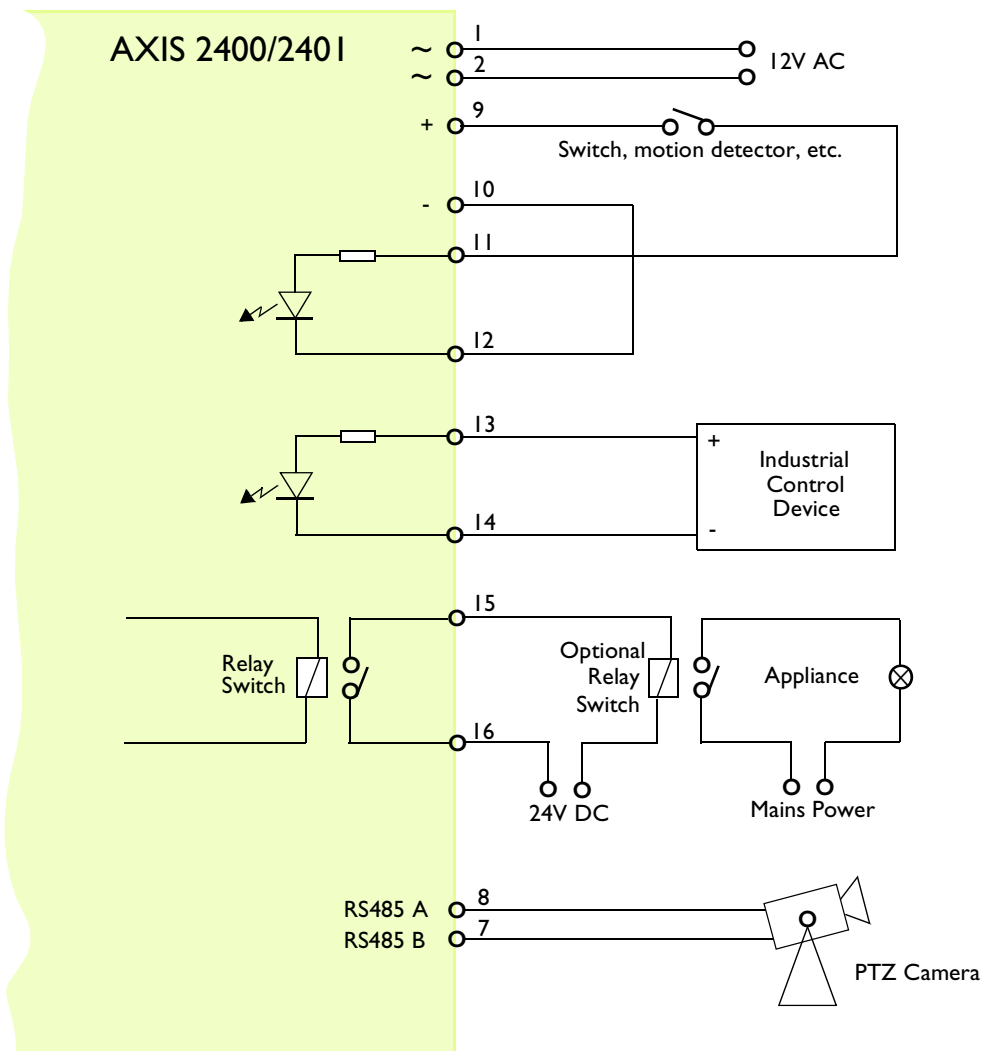 AXIS 2400/2401
~ 1
~ 2
12V AC
+ 9
Switch, motion detector, etc.
- 10
11
12
13
+
Industrial
Control
Device
14
-
15
Relay
Switch
Optional
Relay
Switch
Appliance
16
24V DC
Mains Power
RS485 A 8
RS485 B 7
PTZ Camera